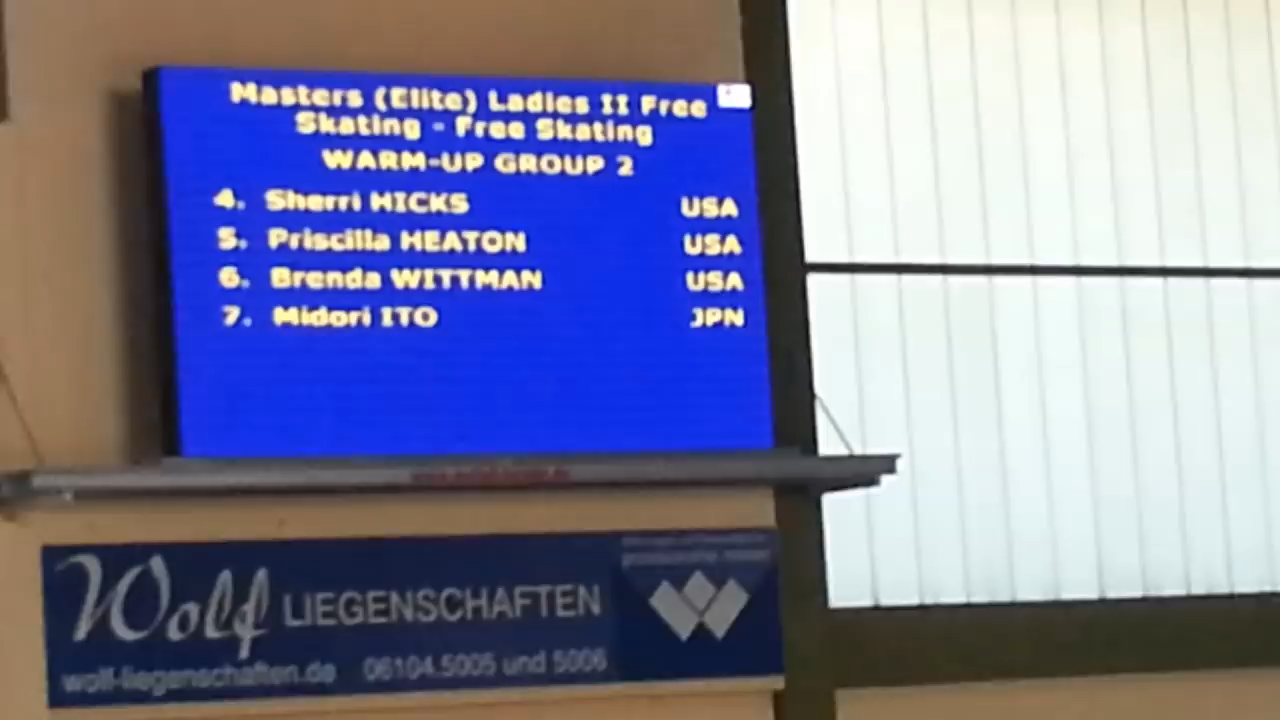 Masters (Elite) Ladies II Free
Skating - Free Skating
WARM-UP GROUP 2
4. Sherri HICKS USA
5. Priscilla HEATON USA
6. Brenda WITTMAN USA
7. Midori ITO JPN
Wolf LIEGENSCHAFTEN
wolf-liegenschaften.de 06104.5005 und 5006